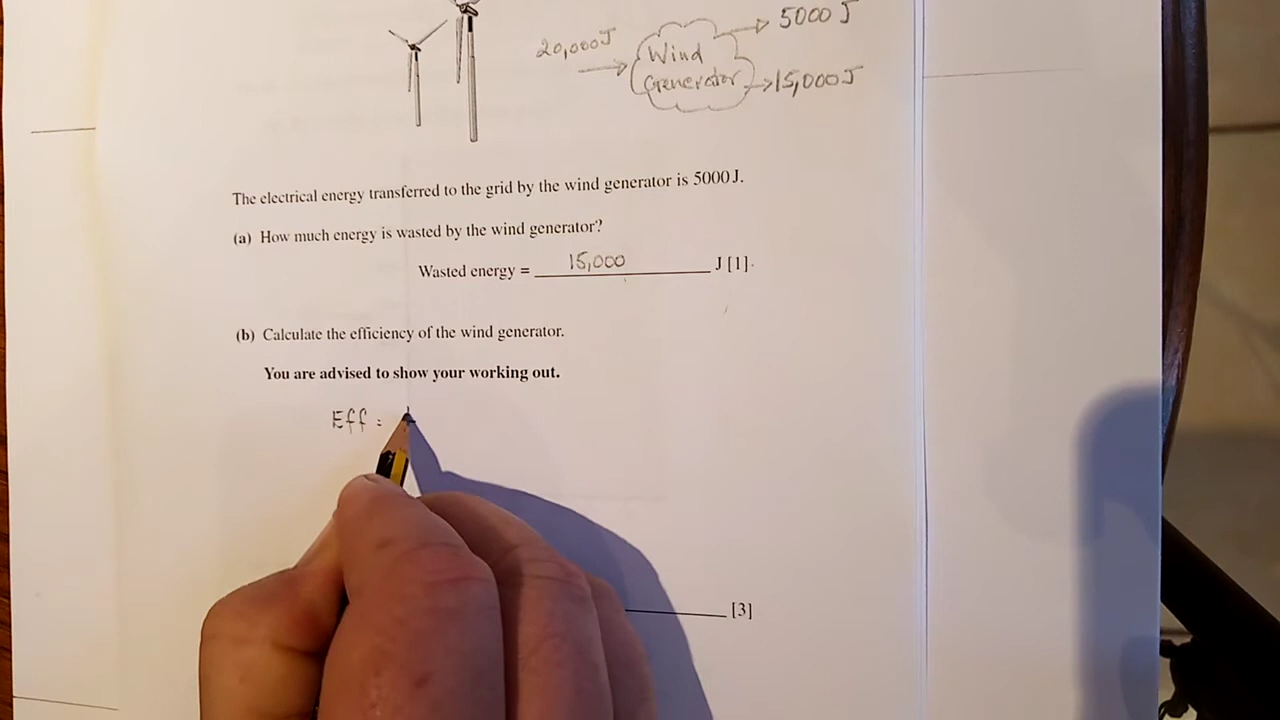 5000 J
20,000J
Wind
Generator
15,000J
The electrical energy transferred to the grid by the wind generator is 5000 J.
(a) How much energy is wasted by the wind generator?
Wasted energy = 15,000 J [1].
(b) Calculate the efficiency of the wind generator.
You are advised to show your working out.
Eff =
[3]